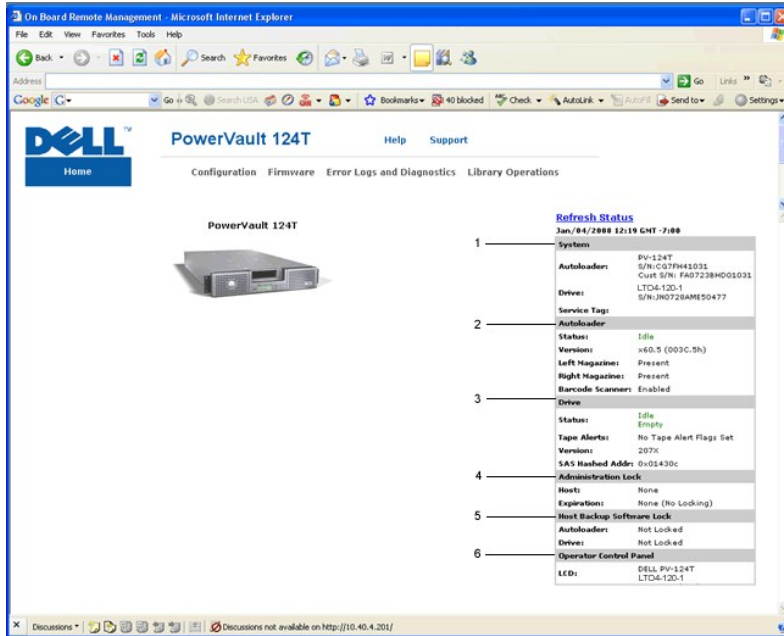 On Board Remote Management - Microsoft Internet Explorer
File Edit View Favorites Tools Help
Back Search Favorites
Address Go Links »
Google G Go Search USA Bookmarks 40 blocked Check AutoLink AutoFill Send to Settings
DELL™ PowerVault 124T Help Support
Home Configuration Firmware Error Logs and Diagnostics Library Operations
PowerVault 124T
Refresh Status
Jan/04/2008 12:19 GMT -7:00
1 System
Autoloader: PV-124T
S/N:CG7FH41031
Cust S/N: FA0723BHD01031
Drive: LTO4-120-1
S/N:JN0728AME50477
Service Tag:
2 Autoloader
Status: Idle
Version: x60.5 (003C.5h)
Left Magazine: Present
Right Magazine: Present
Barcode Scanner: Enabled
3 Drive
Status: Idle
Empty
Tape Alerts: No Tape Alert Flags Set
Version: 207X
SAS Hashed Addr: 0x01430c
4 Administration Lock
Host: None
Expiration: None (No Locking)
5 Host Backup Software Lock
Autoloader: Not Locked
Drive: Not Locked
6 Operator Control Panel
LCD: DELL PV-124T
LTO4-120-1
Discussions Discussions not available on http://10.40.4.201/